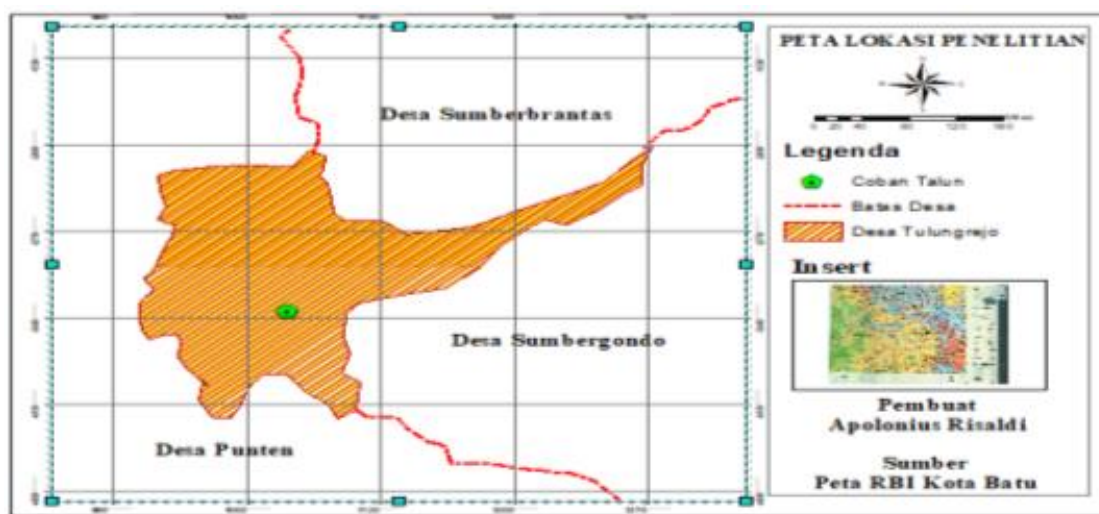 PETA LOKASI PENELITIAN
Desa Sumberbrantas
Legenda
Coban Talun
Batas Desa
Desa Tulungrejo
Insert
Desa Sumbergondo
Pembuat
Apolonius Risaldi
Desa Punten
Sumber
Peta RBI Kota Batu